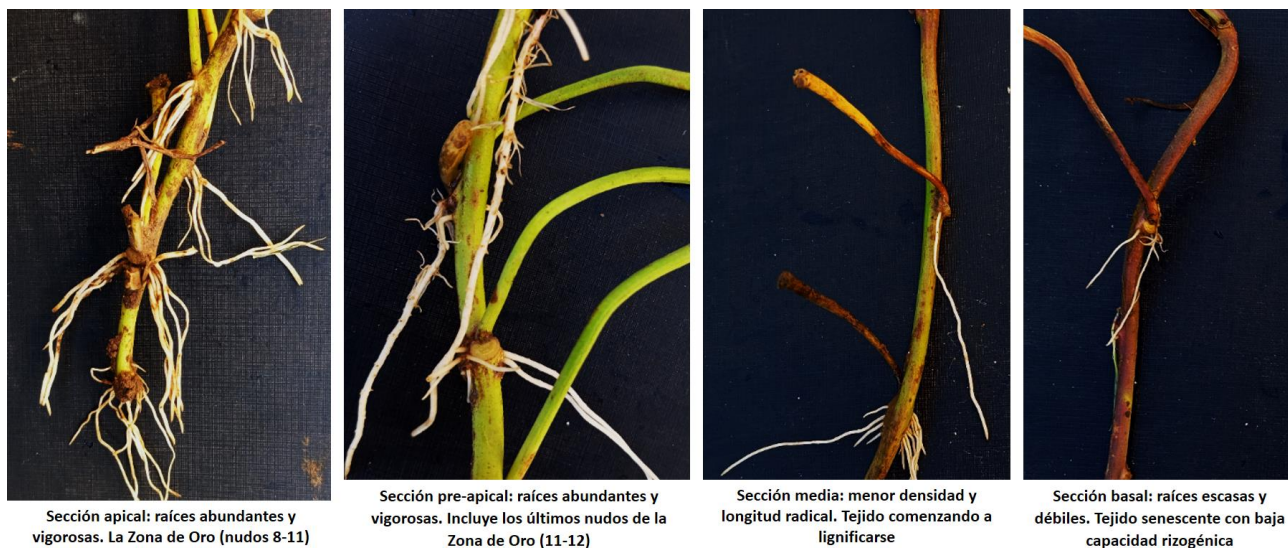 Sección apical: raíces abundantes y
vigorosas. La Zona de Oro (nudos 8-11)
Sección pre-apical: raíces abundantes y
vigorosas. Incluye los últimos nudos de la
Zona de Oro (11-12)
Sección media: menor densidad y
longitud radical. Tejido comenzando a
lignificarse
Sección basal: raíces escasas y
débiles. Tejido senescente con baja
capacidad rizogénica